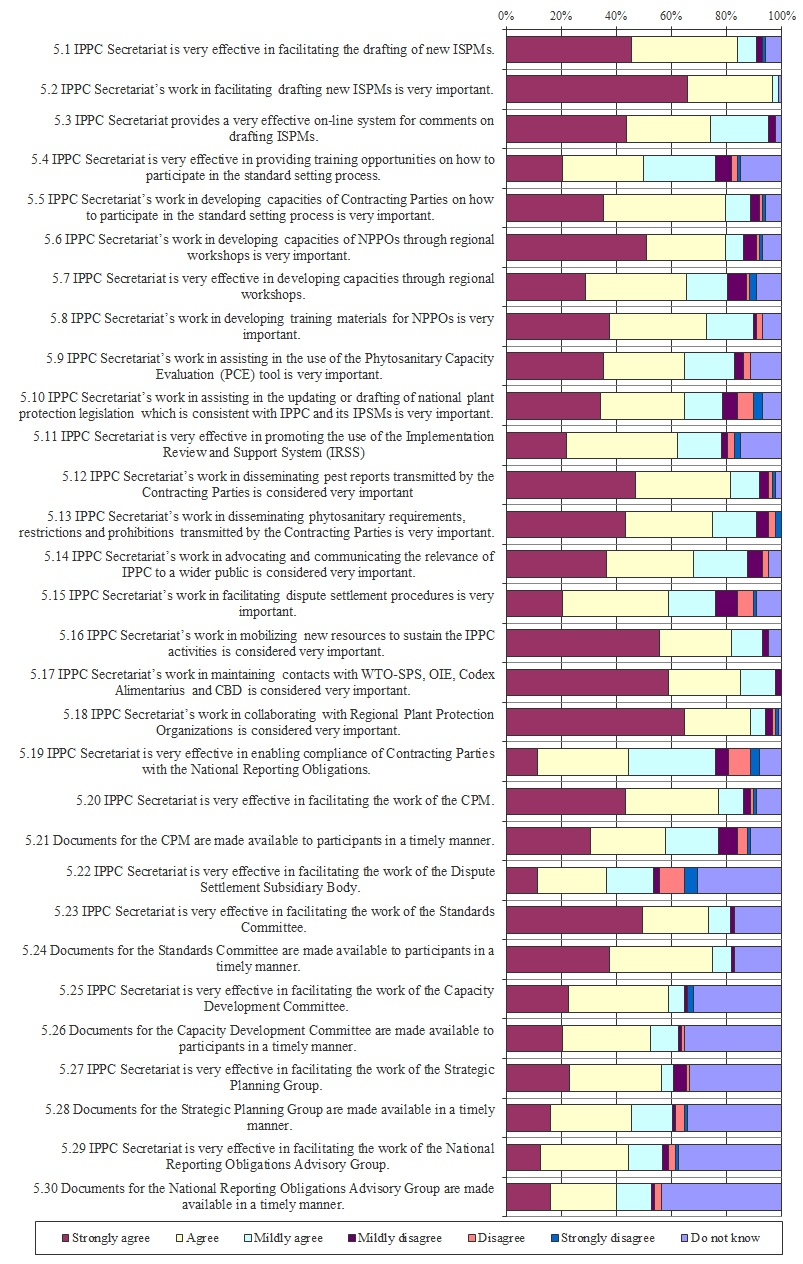 0% 20% 40% 60% 80% 100%
5.1 IPPC Secretariat is very effective in facilitating the drafting of new ISPMs.
5.2 IPPC Secretariat's work in facilitating drafting new ISPMs is very important.
5.3 IPPC Secretariat provides a very effective on-line system for comments on
drafting ISPMs.
5.4 IPPC Secretariat is very effective in providing training opportunities on how to
participate in the standard setting process.
5.5 IPPC Secretariat's work in developing capacities of Contracting Parties on how
to participate in the standard setting process is very important.
5.6 IPPC Secretariat's work in developing capacities of NPPOs through regional
workshops is very important.
5.7 IPPC Secretariat is very effective in developing capacities through regional
workshops.
5.8 IPPC Secretariat's work in developing training materials for NPPOs is very
important.
5.9 IPPC Secretariat's work in assisting in the use of the Phytosanitary Capacity
Evaluation (PCE) tool is very important.
5.10 IPPC Secretariat's work in assisting in the updating or drafting of national plant
protection legislation which is consistent with IPPC and its IPSMs is very important.
5.11 IPPC Secretariat is very effective in promoting the use of the Implementation
Review and Support System (IRSS)
5.12 IPPC Secretariat's work in disseminating pest reports transmitted by the
Contracting Parties is considered very important
5.13 IPPC Secretariat's work in disseminating phytosanitary requirements,
restrictions and prohibitions transmitted by the Contracting Parties is very important.
5.14 IPPC Secretariat's work in advocating and communicating the relevance of
IPPC to a wider public is considered very important.
5.15 IPPC Secretariat's work in facilitating dispute settlement procedures is very
important.
5.16 IPPC Secretariat's work in mobilizing new resources to sustain the IPPC
activities is considered very important.
5.17 IPPC Secretariat's work in maintaining contacts with WTO-SPS, OIE, Codex
Alimentarius and CBD is considered very important.
5.18 IPPC Secretariat's work in collaborating with Regional Plant Protection
Organizations is considered very important.
5.19 IPPC Secretariat is very effective in enabling compliance of Contracting Parties
with the National Reporting Obligations.
5.20 IPPC Secretariat is very effective in facilitating the work of the CPM.
5.21 Documents for the CPM are made available to participants in a timely manner.
5.22 IPPC Secretariat is very effective in facilitating the work of the Dispute
Settlement Subsidiary Body.
5.23 IPPC Secretariat is very effective in facilitating the work of the Standards
Committee.
5.24 Documents for the Standards Committee are made available to participants in a
timely manner.
5.25 IPPC Secretariat is very effective in facilitating the work of the Capacity
Development Committee.
5.26 Documents for the Capacity Development Committee are made available to
participants in a timely manner.
5.27 IPPC Secretariat is very effective in facilitating the work of the Strategic
Planning Group.
5.28 Documents for the Strategic Planning Group are made available in a timely
manner.
5.29 IPPC Secretariat is very effective in facilitating the work of the National
Reporting Obligations Advisory Group.
5.30 Documents for the National Reporting Obligations Advisory Group are made
available in a timely manner.
Strongly agree Agree Mildly agree Mildly disagree Disagree Strongly disagree Do not know